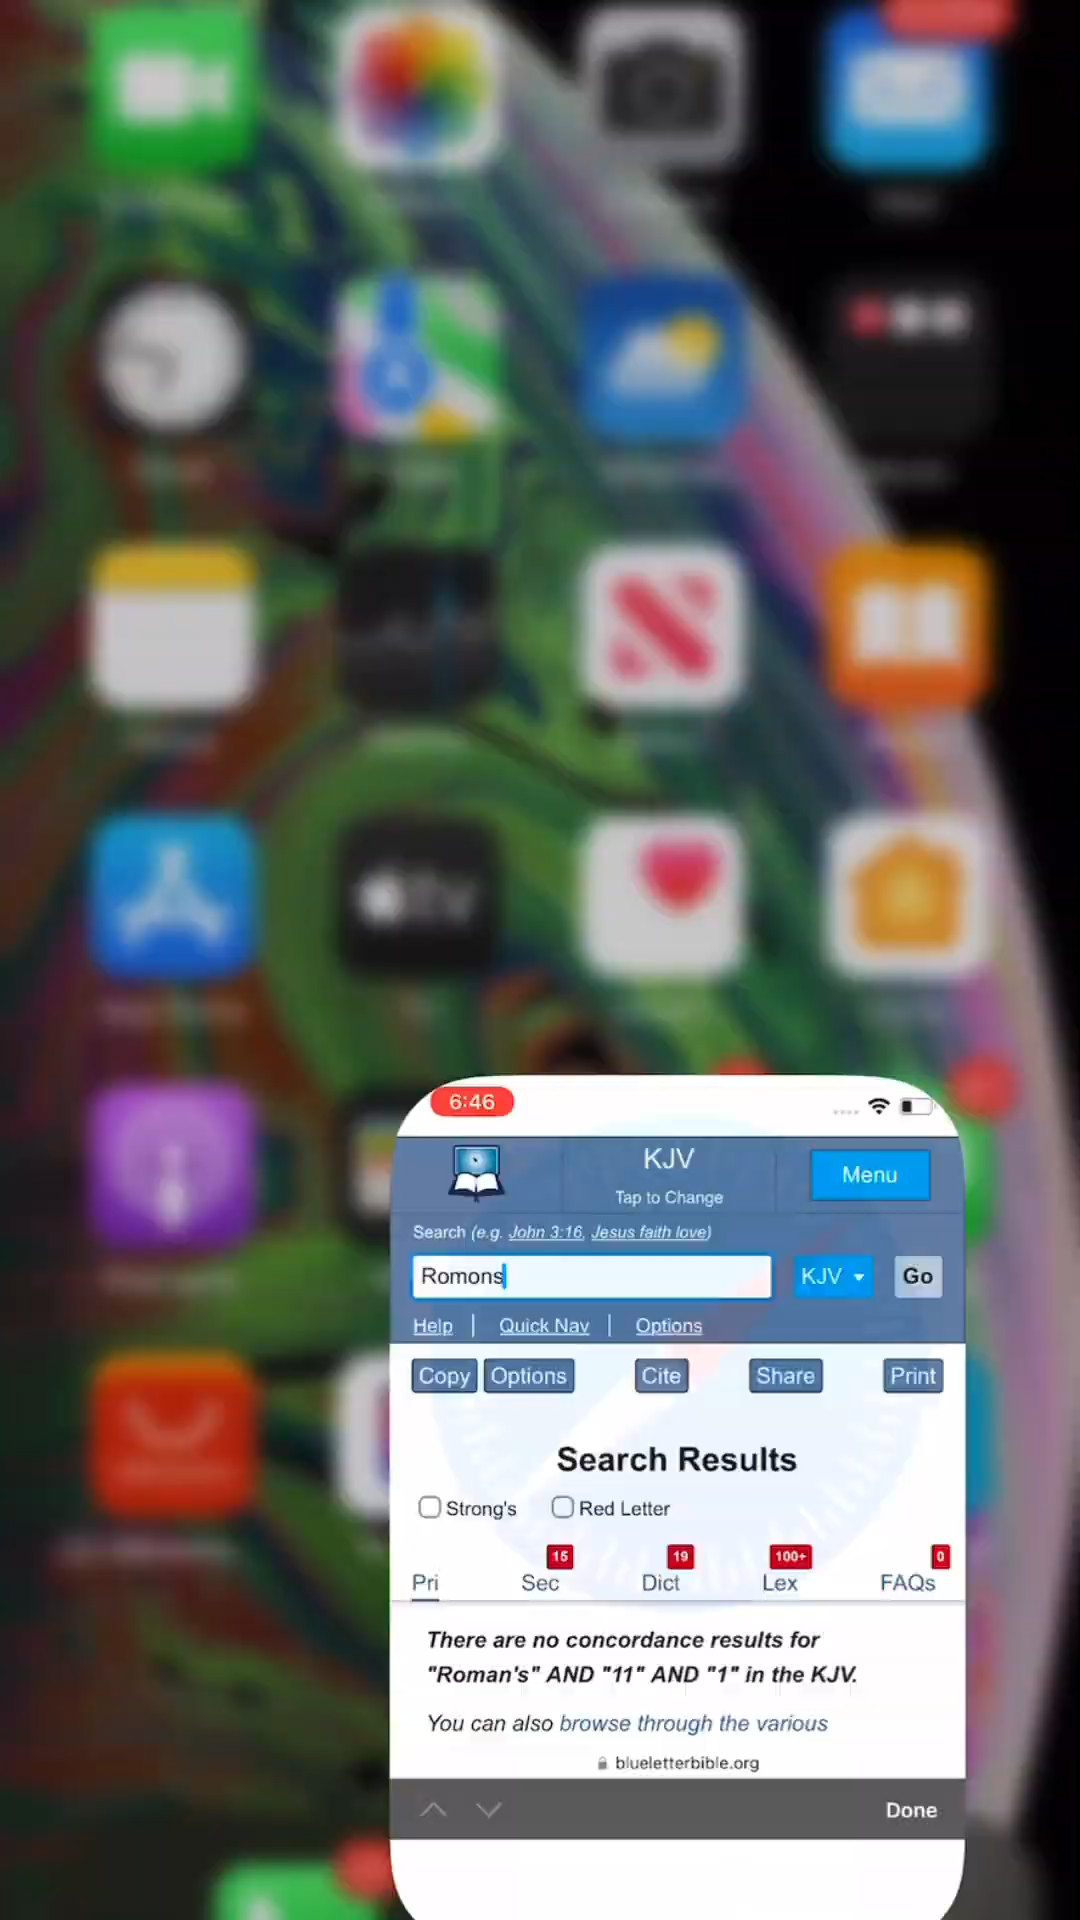 tv
6:46
KJV
Tap to Change
Menu
Search (e.g. John 3:16, Jesus faith love)
Romons
KJV
Go
Help | Quick Nav | Options
Copy
Options
Cite
Share
Print
Search Results
Strong's
Red Letter
15
19
100+
0
Pri
Sec
Dict
Lex
FAQs
There are no concordance results for
"Roman's" AND "11" AND "1" in the KJV.
You can also browse through the various
blueletterbible.org
Done